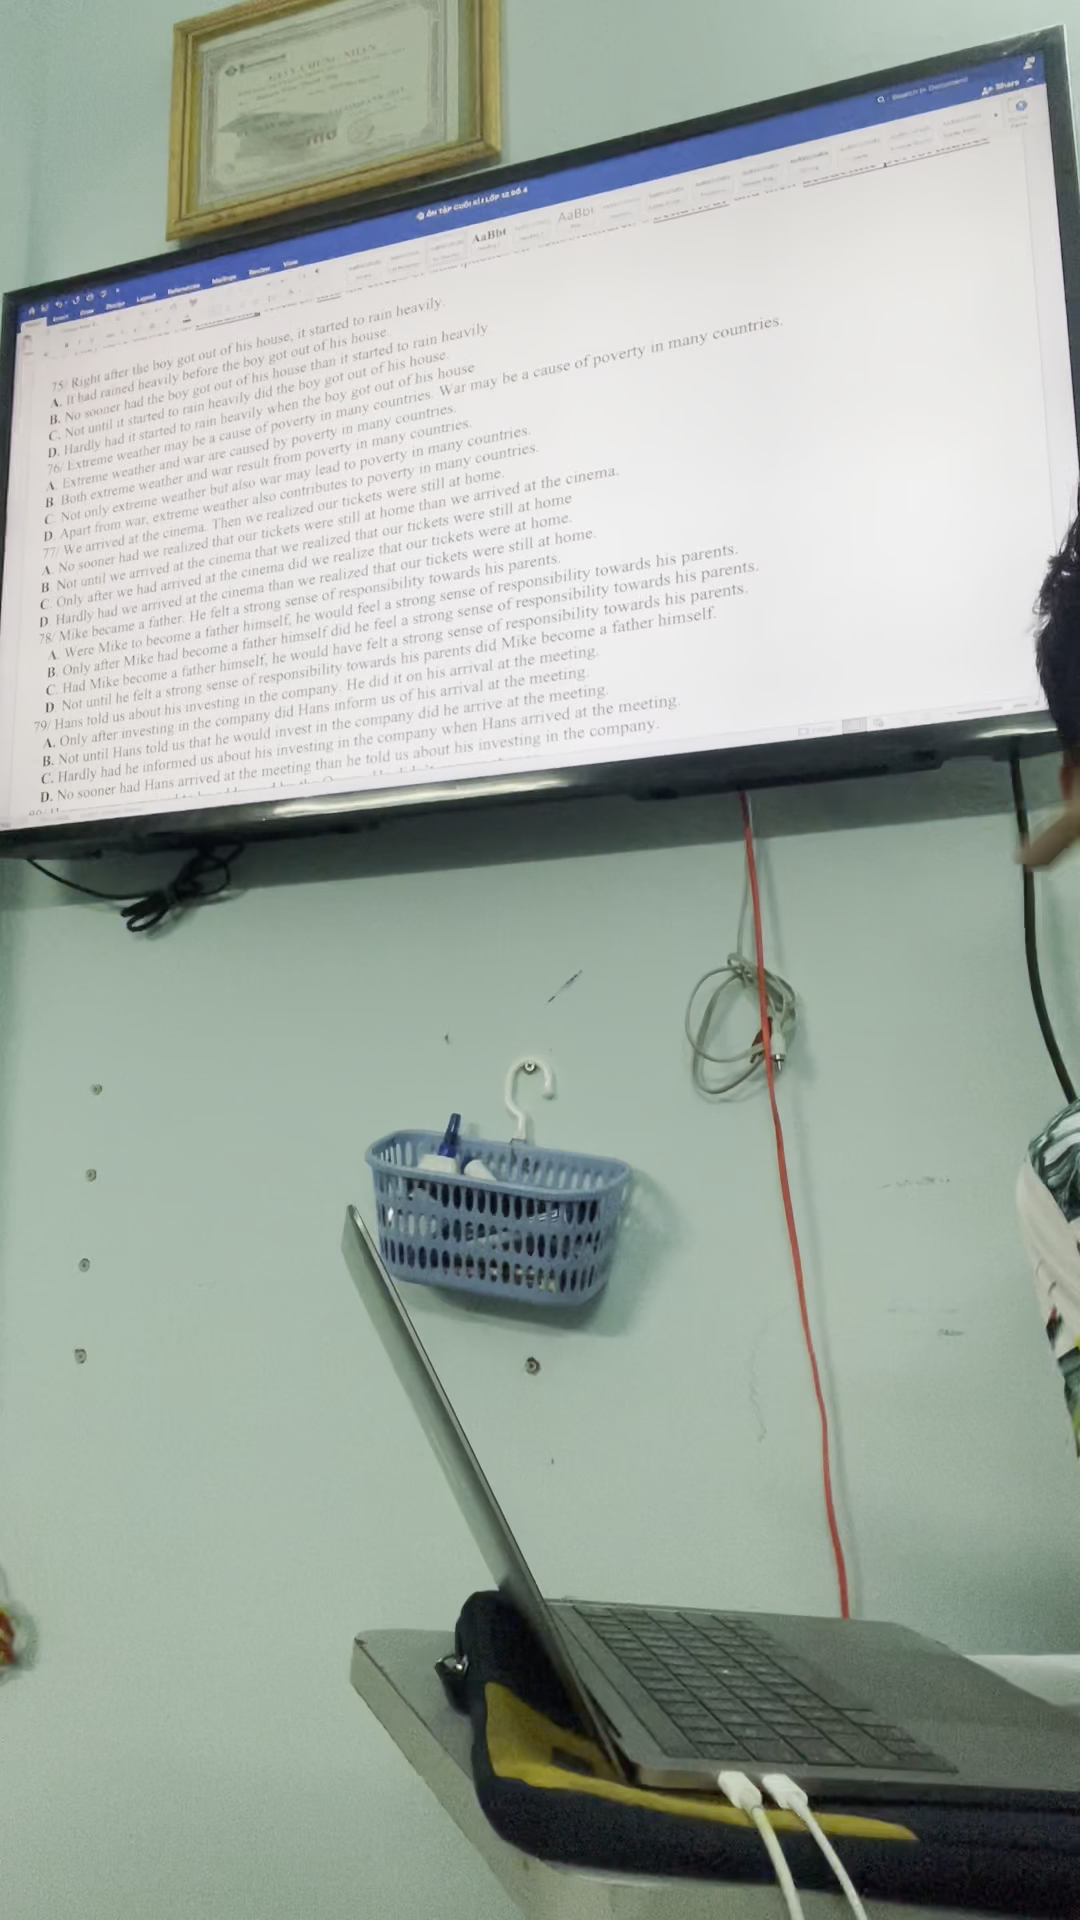 GIẤY CHỨNG NHẬN
Search in Document
Share
ÔN TẬP CUỐI KÌ I LỚP 12 ĐỀ 4
Insert Draw Design Layout References Mailings Review View
AaBbI
AaBbI
75/ Right after the boy got out of his house, it started to rain heavily.
A. It had rained heavily before the boy got out of his house.
B. No sooner had the boy got out of his house than it started to rain heavily
C. Not until it started to rain heavily did the boy got out of his house.
D. Hardly had it started to rain heavily when the boy got out of his house
76/ Extreme weather may be a cause of poverty in many countries. War may be a cause of poverty in many countries.
A. Extreme weather and war are caused by poverty in many countries.
B Both extreme weather and war result from poverty in many countries.
C. Not only extreme weather but also war may lead to poverty in many countries.
D. Apart from war, extreme weather also contributes to poverty in many countries.
77/ We arrived at the cinema. Then we realized our tickets were still at home.
A. No sooner had we realized that our tickets were still at home than we arrived at the cinema.
B. Not until we arrived at the cinema that we realized that our tickets were still at home
C. Only after we had arrived at the cinema did we realize that our tickets were at home.
D. Hardly had we arrived at the cinema than we realized that our tickets were still at home.
78/ Mike became a father. He felt a strong sense of responsibility towards his parents.
A. Were Mike to become a father himself, he would feel a strong sense of responsibility towards his parents.
B. Only after Mike had become a father himself did he feel a strong sense of responsibility towards his parents.
C. Had Mike become a father himself, he would have felt a strong sense of responsibility towards his parents.
D. Not until he felt a strong sense of responsibility towards his parents did Mike become a father himself.
79/ Hans told us about his investing in the company. He did it on his arrival at the meeting.
A. Only after investing in the company did Hans inform us of his arrival at the meeting.
B. Not until Hans told us that he would invest in the company did he arrive at the meeting.
C. Hardly had he informed us about his investing in the company when Hans arrived at the meeting.
D. No sooner had Hans arrived at the meeting than he told us about his investing in the company.